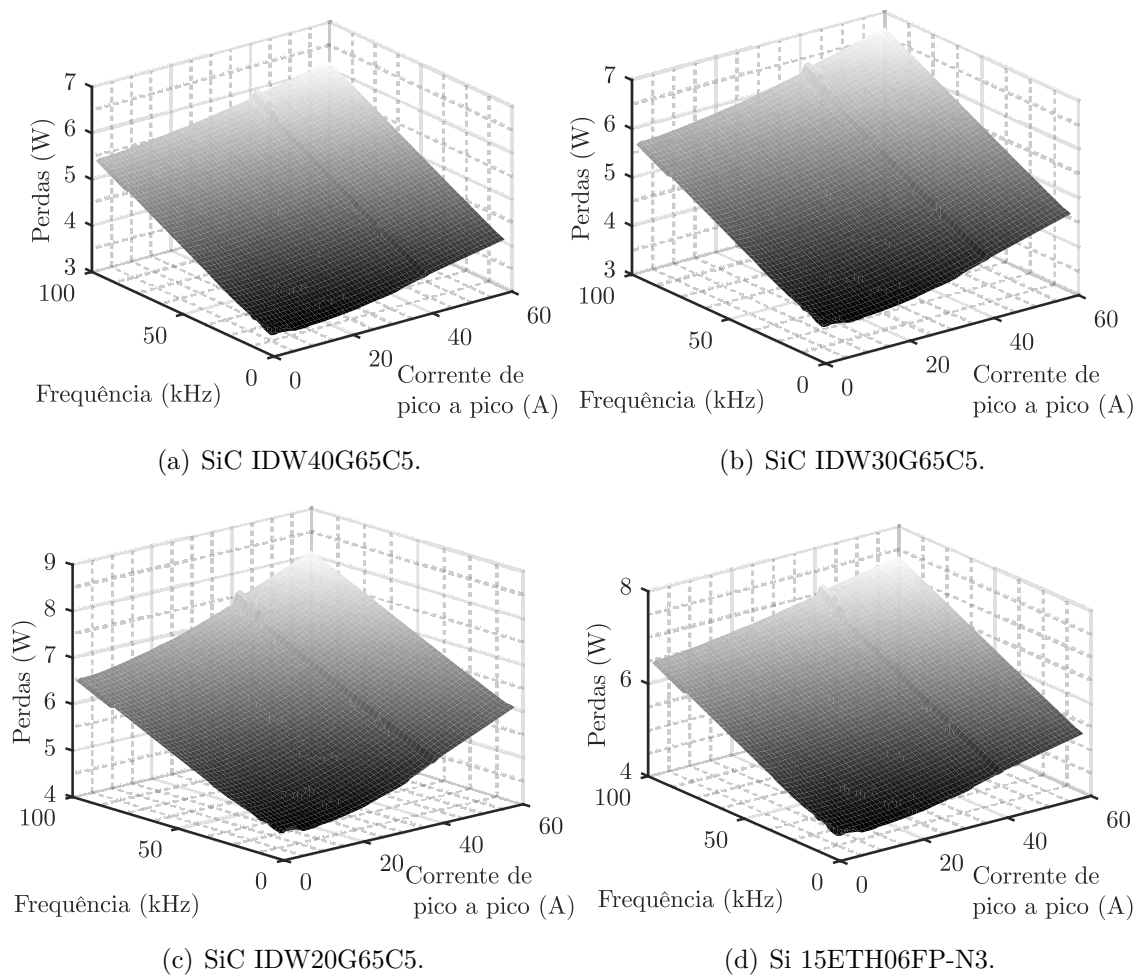 7
6
5
4
3
Perdas (W)
100
50
0
Frequência (kHz)
0
20
40
60
Corrente de
pico a pico (A)
(a) SiC IDW40G65C5.
7
6
5
4
3
Perdas (W)
100
50
0
Frequência (kHz)
0
20
40
60
Corrente de
pico a pico (A)
(b) SiC IDW30G65C5.
9
8
7
6
5
4
Perdas (W)
100
50
0
Frequência (kHz)
0
20
40
60
Corrente de
pico a pico (A)
(c) SiC IDW20G65C5.
8
6
4
Perdas (W)
100
50
0
Frequência (kHz)
0
20
40
60
Corrente de
pico a pico (A)
(d) Si 15ETH06FP-N3.